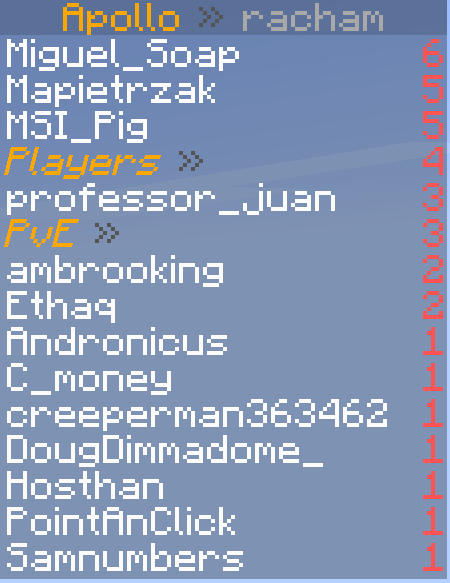 Apollo » racham
Miguel_Soap 6
Mapietrzak 5
MSI_Pig 5
Players » 4
professor_juan 3
PvE » 3
ambrooking 2
Ethaq 2
Andronicus 1
C_money 1
creeperman363462 1
DougDimmadome_ 1
Hosthan 1
PointAnClick 1
Samnumbers 1